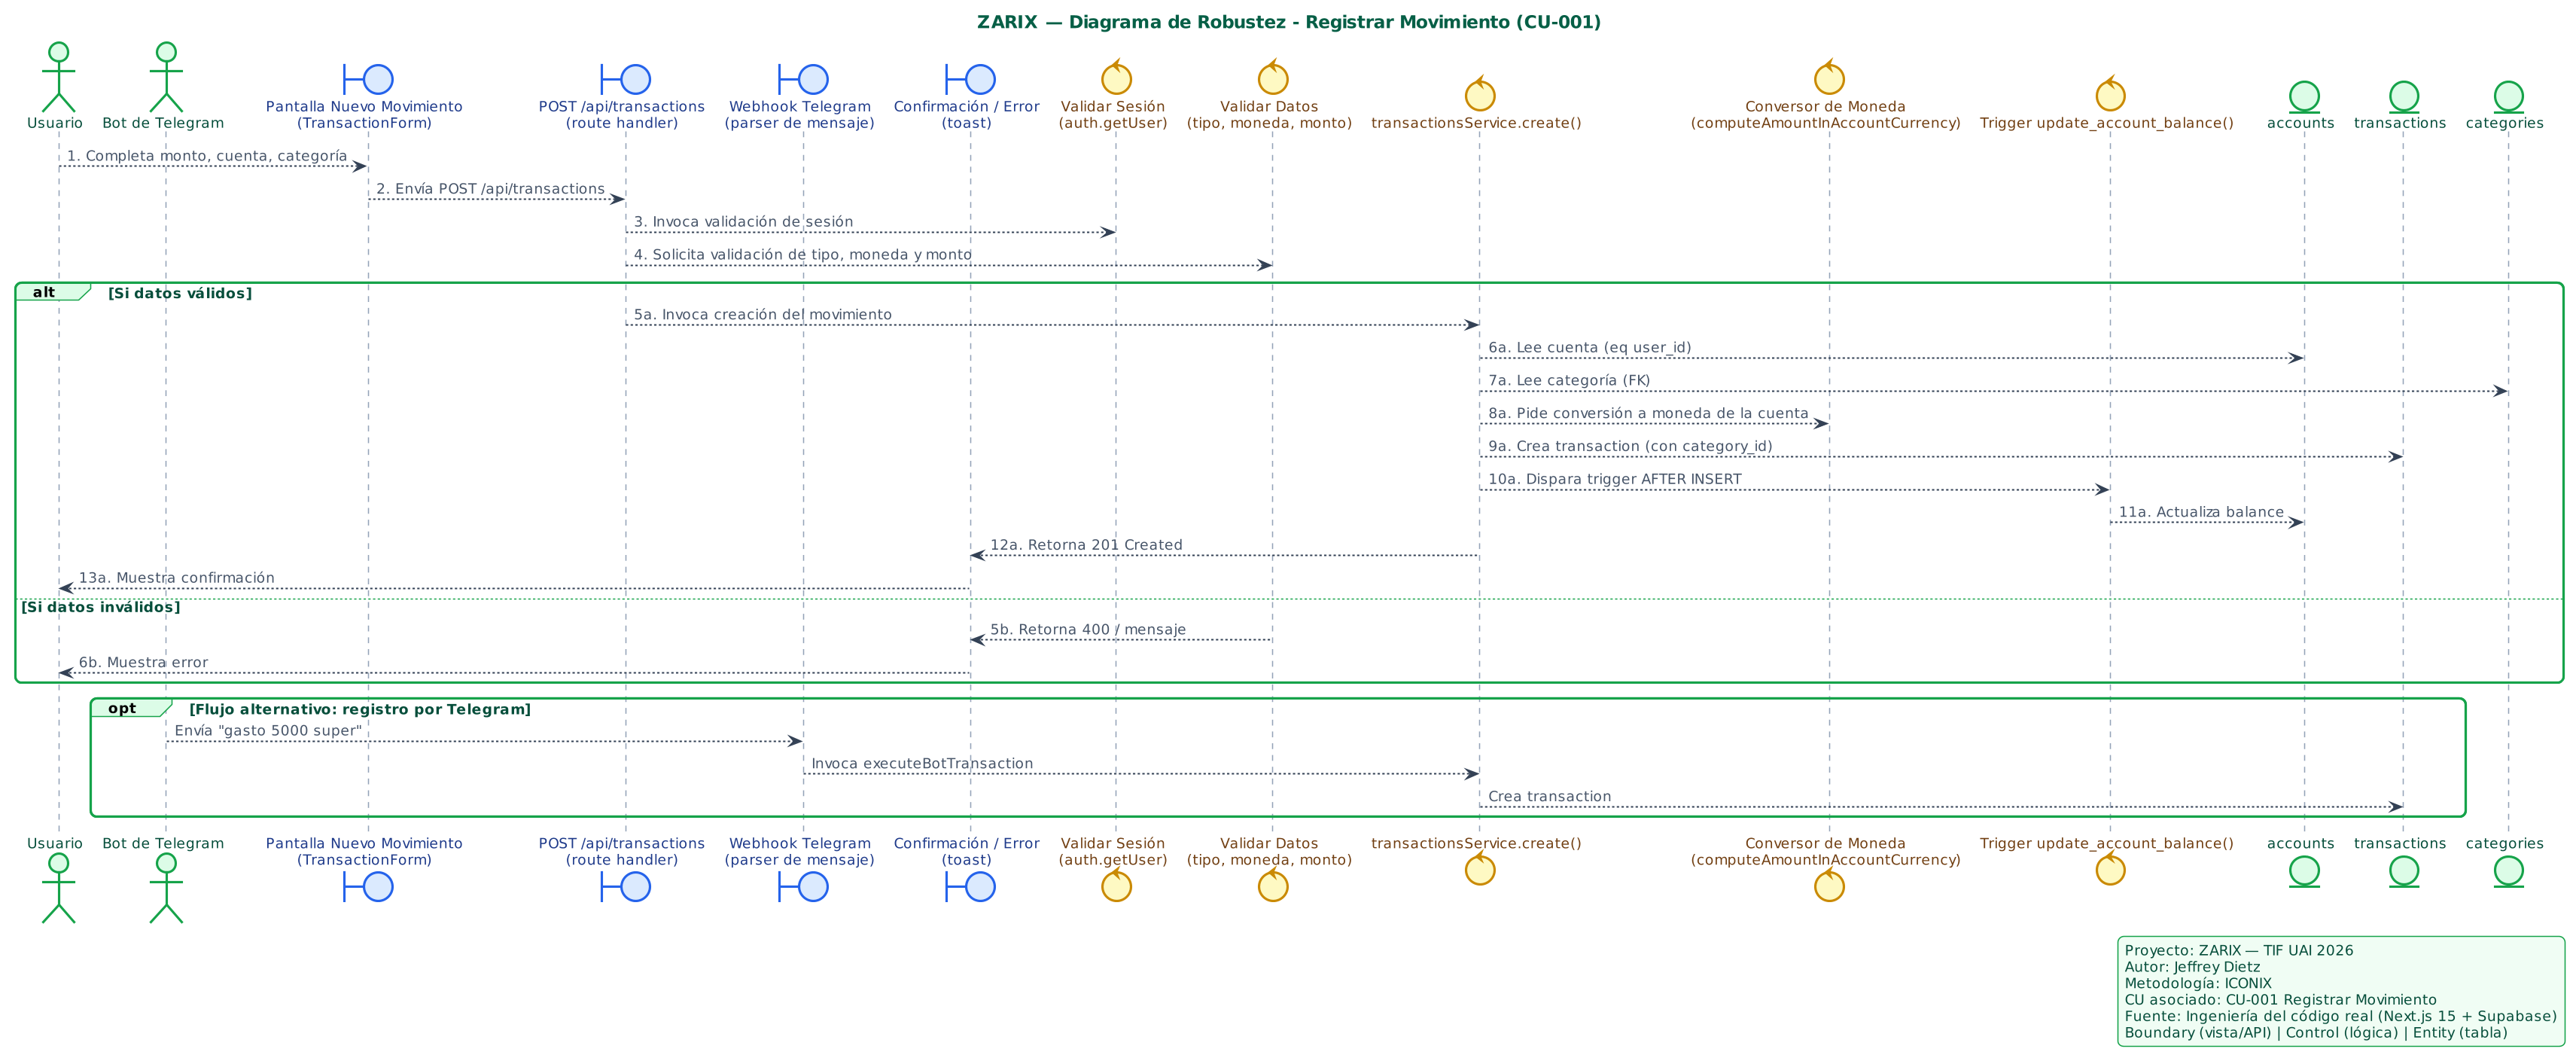 ZARIX — Diagrama de Robustez - Registrar Movimiento (CU-001)
Usuario
Bot de Telegram
Pantalla Nuevo Movimiento
(TransactionForm)
POST /api/transactions
(route handler)
Webhook Telegram
(parser de mensaje)
Confirmación / Error
(toast)
Validar Sesión
(auth.getUser)
Validar Datos
(tipo, moneda, monto)
transactionsService.create()
Conversor de Moneda
(computeAmountInAccountCurrency)
Trigger update_account_balance()
accounts
transactions
categories
1. Completa monto, cuenta, categoría
2. Envía POST /api/transactions
3. Invoca validación de sesión
4. Solicita validación de tipo, moneda y monto
alt
[Si datos válidos]
5a. Invoca creación del movimiento
6a. Lee cuenta (eq user_id)
7a. Lee categoría (FK)
8a. Pide conversión a moneda de la cuenta
9a. Crea transaction (con category_id)
10a. Dispara trigger AFTER INSERT
11a. Actualiza balance
12a. Retorna 201 Created
13a. Muestra confirmación
[Si datos inválidos]
5b. Retorna 400 / mensaje
6b. Muestra error
opt
[Flujo alternativo: registro por Telegram]
Envía "gasto 5000 super"
Invoca executeBotTransaction
Crea transaction
Usuario
Bot de Telegram
Pantalla Nuevo Movimiento
(TransactionForm)
POST /api/transactions
(route handler)
Webhook Telegram
(parser de mensaje)
Confirmación / Error
(toast)
Validar Sesión
(auth.getUser)
Validar Datos
(tipo, moneda, monto)
transactionsService.create()
Conversor de Moneda
(computeAmountInAccountCurrency)
Trigger update_account_balance()
accounts
transactions
categories
Proyecto: ZARIX — TIF UAI 2026
Autor: Jeffrey Dietz
Metodología: ICONIX
CU asociado: CU-001 Registrar Movimiento
Fuente: Ingeniería del código real (Next.js 15 + Supabase)
Boundary (vista/API) | Control (lógica) | Entity (tabla)